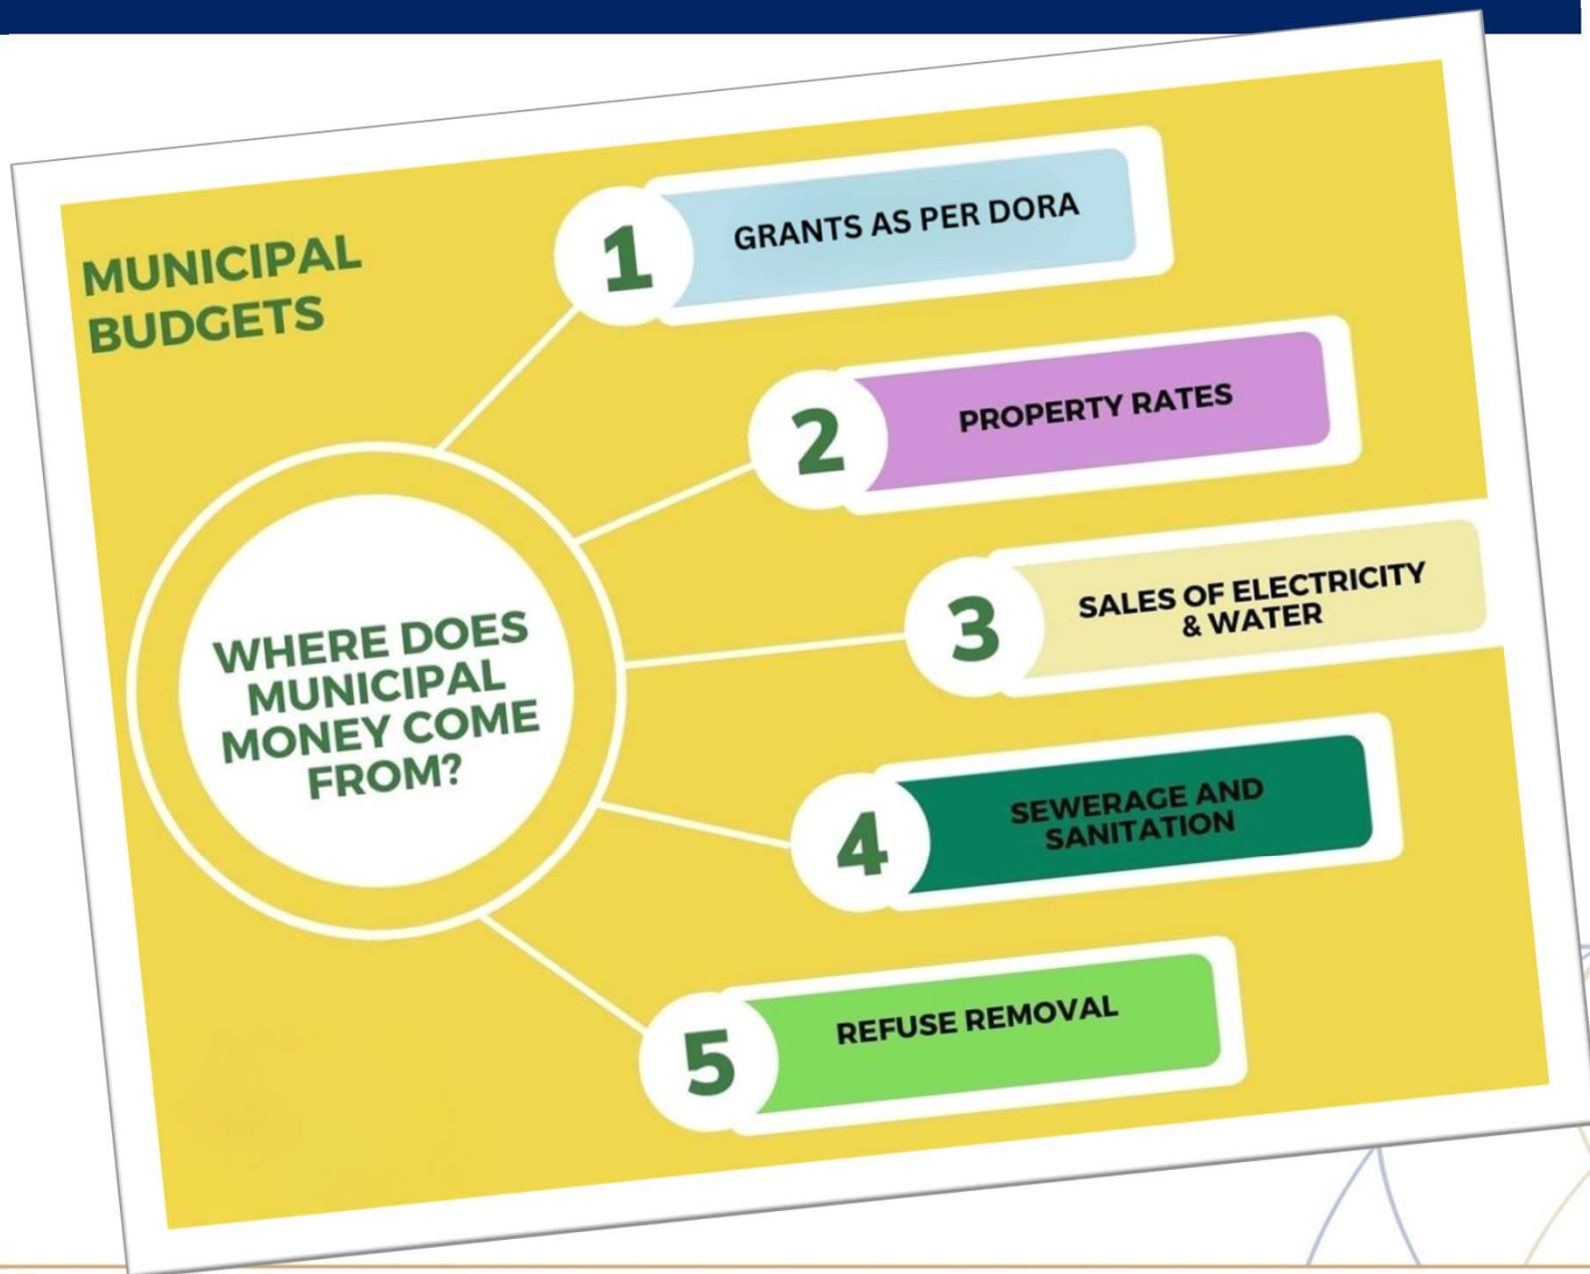 MUNICIPAL
BUDGETS
1
GRANTS AS PER DORA
2
PROPERTY RATES
3
SALES OF ELECTRICITY
& WATER
WHERE DOES
MUNICIPAL
MONEY COME
FROM?
4
SEWERAGE AND
SANITATION
5
REFUSE REMOVAL